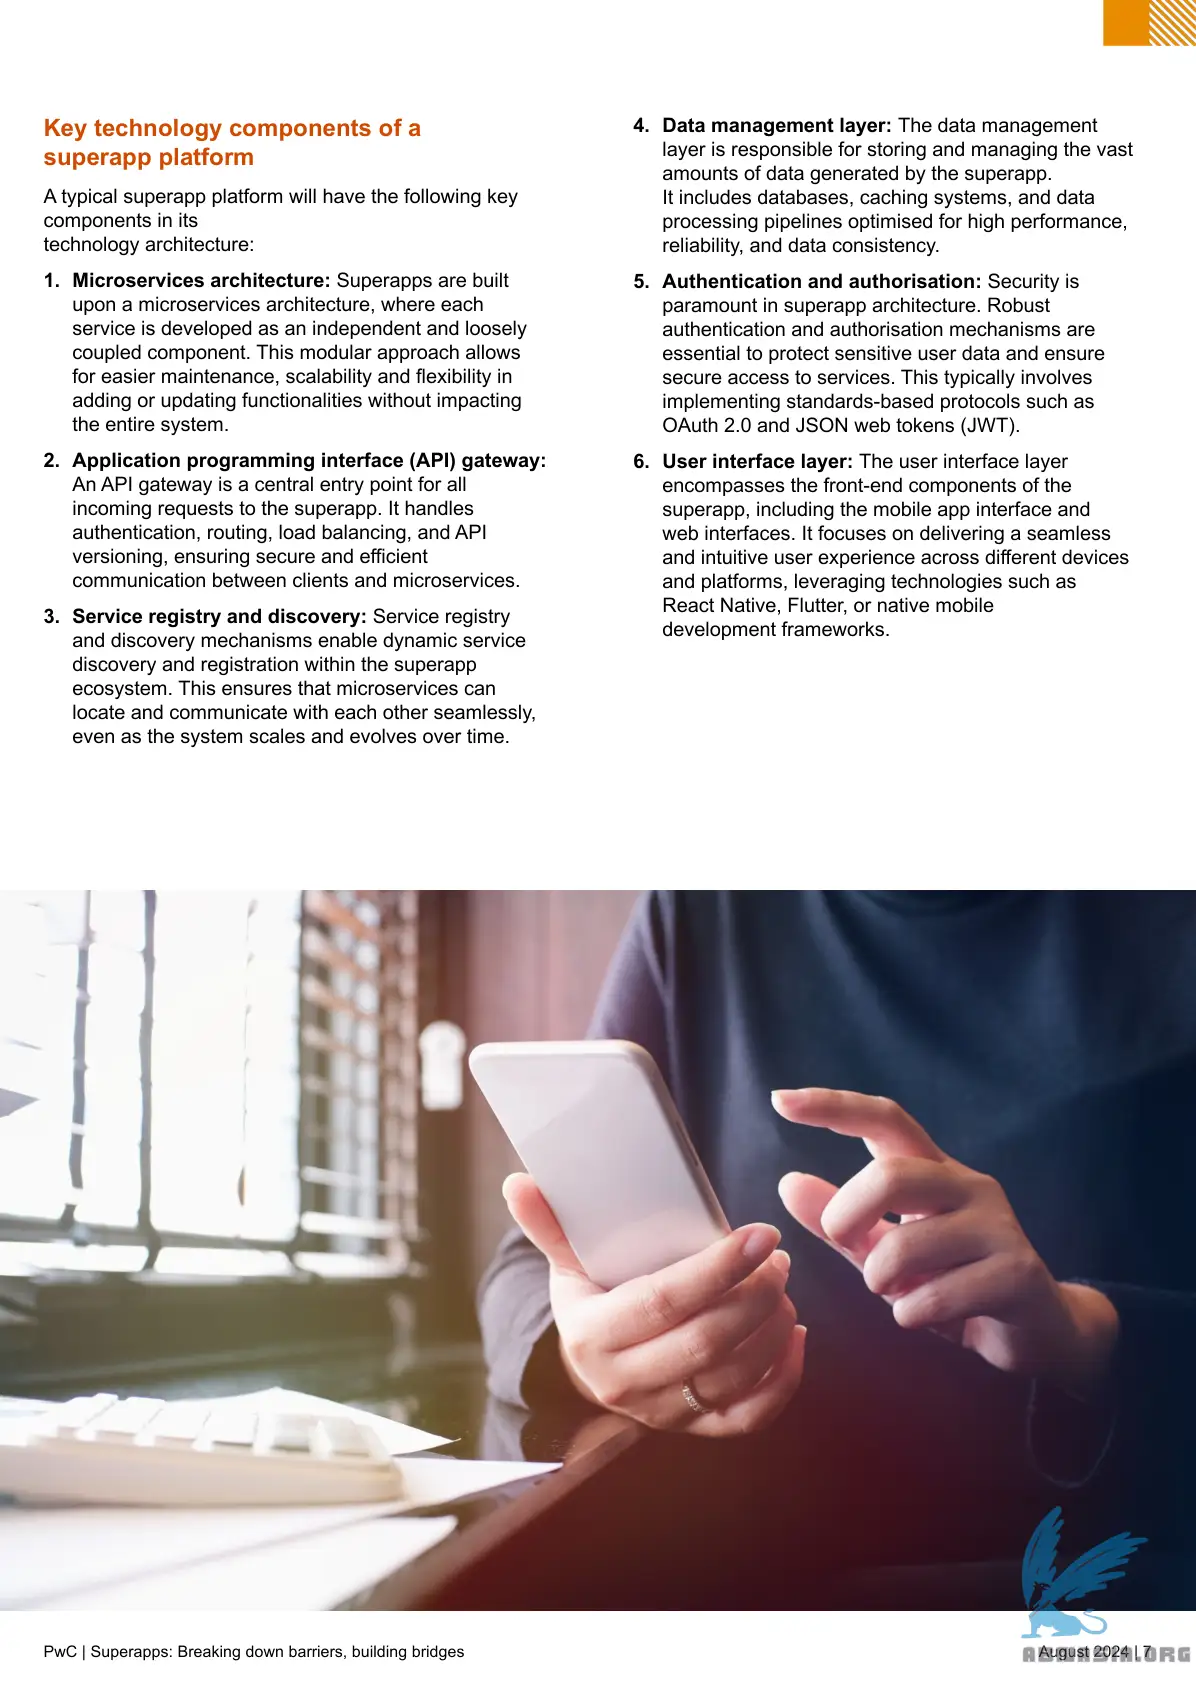 Key technology components of a
superapp platform
A typical superapp platform will have the following key
components in its
technology architecture:
1. Microservices architecture: Superapps are built
upon a microservices architecture, where each
service is developed as an independent and loosely
coupled component. This modular approach allows
for easier maintenance, scalability and flexibility in
adding or updating functionalities without impacting
the entire system.
2. Application programming interface (API) gateway:
An API gateway is a central entry point for all
incoming requests to the superapp. It handles
authentication, routing, load balancing, and API
versioning, ensuring secure and efficient
communication between clients and microservices.
3. Service registry and discovery: Service registry
and discovery mechanisms enable dynamic service
discovery and registration within the superapp
ecosystem. This ensures that microservices can
locate and communicate with each other seamlessly,
even as the system scales and evolves over time.
4. Data management layer: The data management
layer is responsible for storing and managing the vast
amounts of data generated by the superapp.
It includes databases, caching systems, and data
processing pipelines optimised for high performance,
reliability, and data consistency.
5. Authentication and authorisation: Security is
paramount in superapp architecture. Robust
authentication and authorisation mechanisms are
essential to protect sensitive user data and ensure
secure access to services. This typically involves
implementing standards-based protocols such as
OAuth 2.0 and JSON web tokens (JWT).
6. User interface layer: The user interface layer
encompasses the front-end components of the
superapp, including the mobile app interface and
web interfaces. It focuses on delivering a seamless
and intuitive user experience across different devices
and platforms, leveraging technologies such as
React Native, Flutter, or native mobile
development frameworks.
PwC | Superapps: Breaking down barriers, building bridges
August 2024 | 7